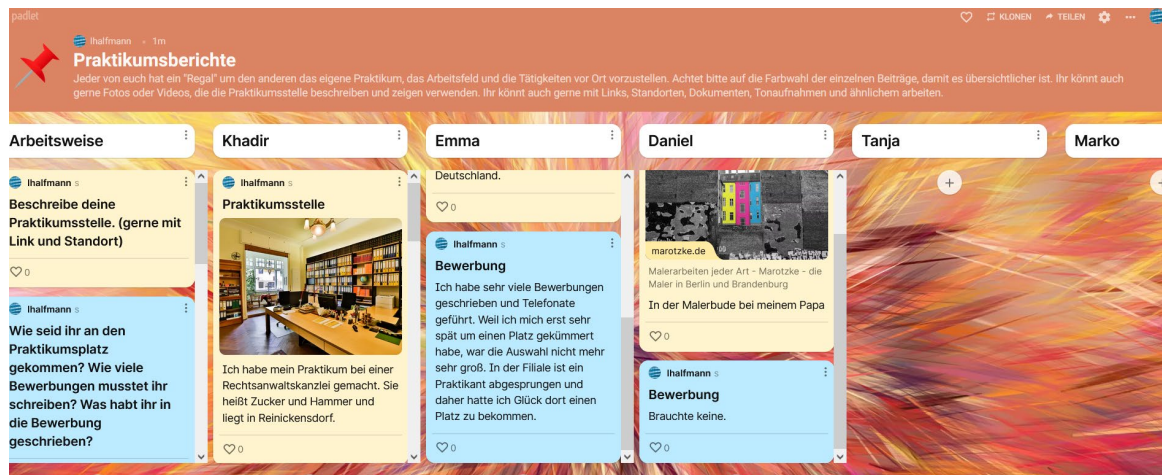 padlet
KLONEN
TEILEN
lhalfmann • 1m
Praktikumsberichte
Jeder von euch hat ein "Regal" um den anderen das eigene Praktikum, das Arbeitsfeld und die Tätigkeiten vor Ort vorzustellen. Achtet bitte auf die Farbwahl der einzelnen Beiträge, damit es übersichtlicher ist. Ihr könnt auch
gerne Fotos oder Videos, die die Praktikumsstelle beschreiben und zeigen verwenden. Ihr könnt auch gerne mit Links, Standorten, Dokumenten, Tonaufnahmen und ähnlichem arbeiten.
Arbeitsweise
lhalfmann s
Beschreibe deine
Praktikumsstelle. (gerne mit
Link und Standort)
0
lhalfmann s
Wie seid ihr an den
Praktikumsplatz
gekommen? Wie viele
Bewerbungen musstet ihr
schreiben? Was habt ihr in
die Bewerbung
geschrieben?
Khadir
lhalfmann s
Praktikumsstelle
Ich habe mein Praktikum bei einer
Rechtsanwaltskanzlei gemacht. Sie
heißt Zucker und Hammer und
liegt in Reinickensdorf.
0
Emma
Deutschland.
0
lhalfmann s
Bewerbung
Ich habe sehr viele Bewerbungen
geschrieben und Telefonate
geführt. Weil ich mich erst sehr
spät um einen Platz gekümmert
habe, war die Auswahl nicht mehr
sehr groß. In der Filiale ist ein
Praktikant abgesprungen und
daher hatte ich Glück dort einen
Platz zu bekommen.
0
Daniel
marotzke.de
Malerarbeiten jeder Art - Marotzke - die
Maler in Berlin und Brandenburg
In der Malerbude bei meinem Papa
0
lhalfmann s
Bewerbung
Brauchte keine.
0
Tanja
Marko